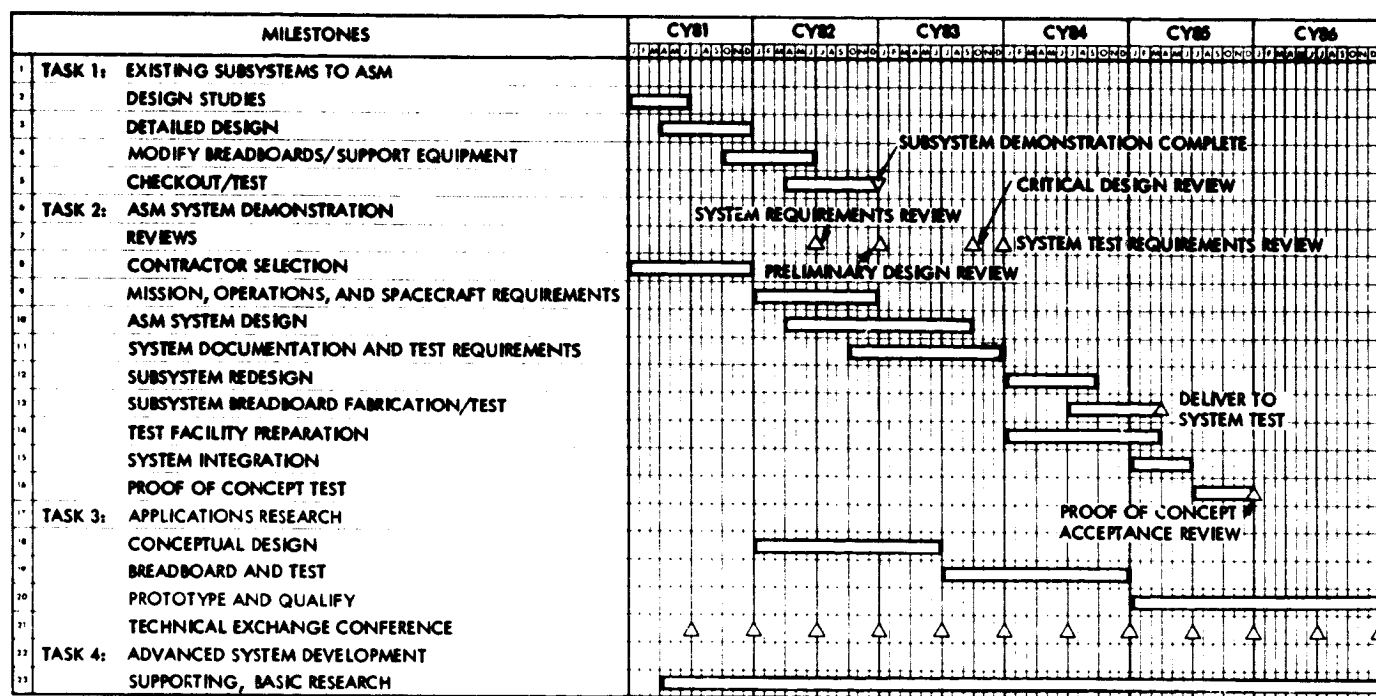 MILESTONES CY81 CY82 CY83 CY84 CY85 CY86
J F M A M J J A S O N D J F M A M J J A S O N D J F M A M J J A S O N D J F M A M J J A S O N D J F M A M J J A S O N D J F M A M J J A S O N D
1 TASK 1: EXISTING SUBSYSTEMS TO ASM
2 DESIGN STUDIES
3 DETAILED DESIGN
SUBSYSTEM DEMONSTRATION COMPLETE
4 MODIFY BREADBOARDS/SUPPORT EQUIPMENT
5 CHECKOUT/TEST
CRITICAL DESIGN REVIEW
6 TASK 2: ASM SYSTEM DEMONSTRATION
SYSTEM REQUIREMENTS REVIEW
7 REVIEWS
SYSTEM TEST REQUIREMENTS REVIEW
8 CONTRACTOR SELECTION
PRELIMINARY DESIGN REVIEW
9 MISSION, OPERATIONS, AND SPACECRAFT REQUIREMENTS
10 ASM SYSTEM DESIGN
11 SYSTEM DOCUMENTATION AND TEST REQUIREMENTS
12 SUBSYSTEM REDESIGN
13 SUBSYSTEM BREADBOARD FABRICATION/TEST
DELIVER TO
SYSTEM TEST
14 TEST FACILITY PREPARATION
15 SYSTEM INTEGRATION
16 PROOF OF CONCEPT TEST
17 TASK 3: APPLICATIONS RESEARCH
PROOF OF CONCEPT
ACCEPTANCE REVIEW
18 CONCEPTUAL DESIGN
19 BREADBOARD AND TEST
20 PROTOTYPE AND QUALIFY
21 TECHNICAL EXCHANGE CONFERENCE
22 TASK 4: ADVANCED SYSTEM DEVELOPMENT
23 SUPPORTING, BASIC RESEARCH